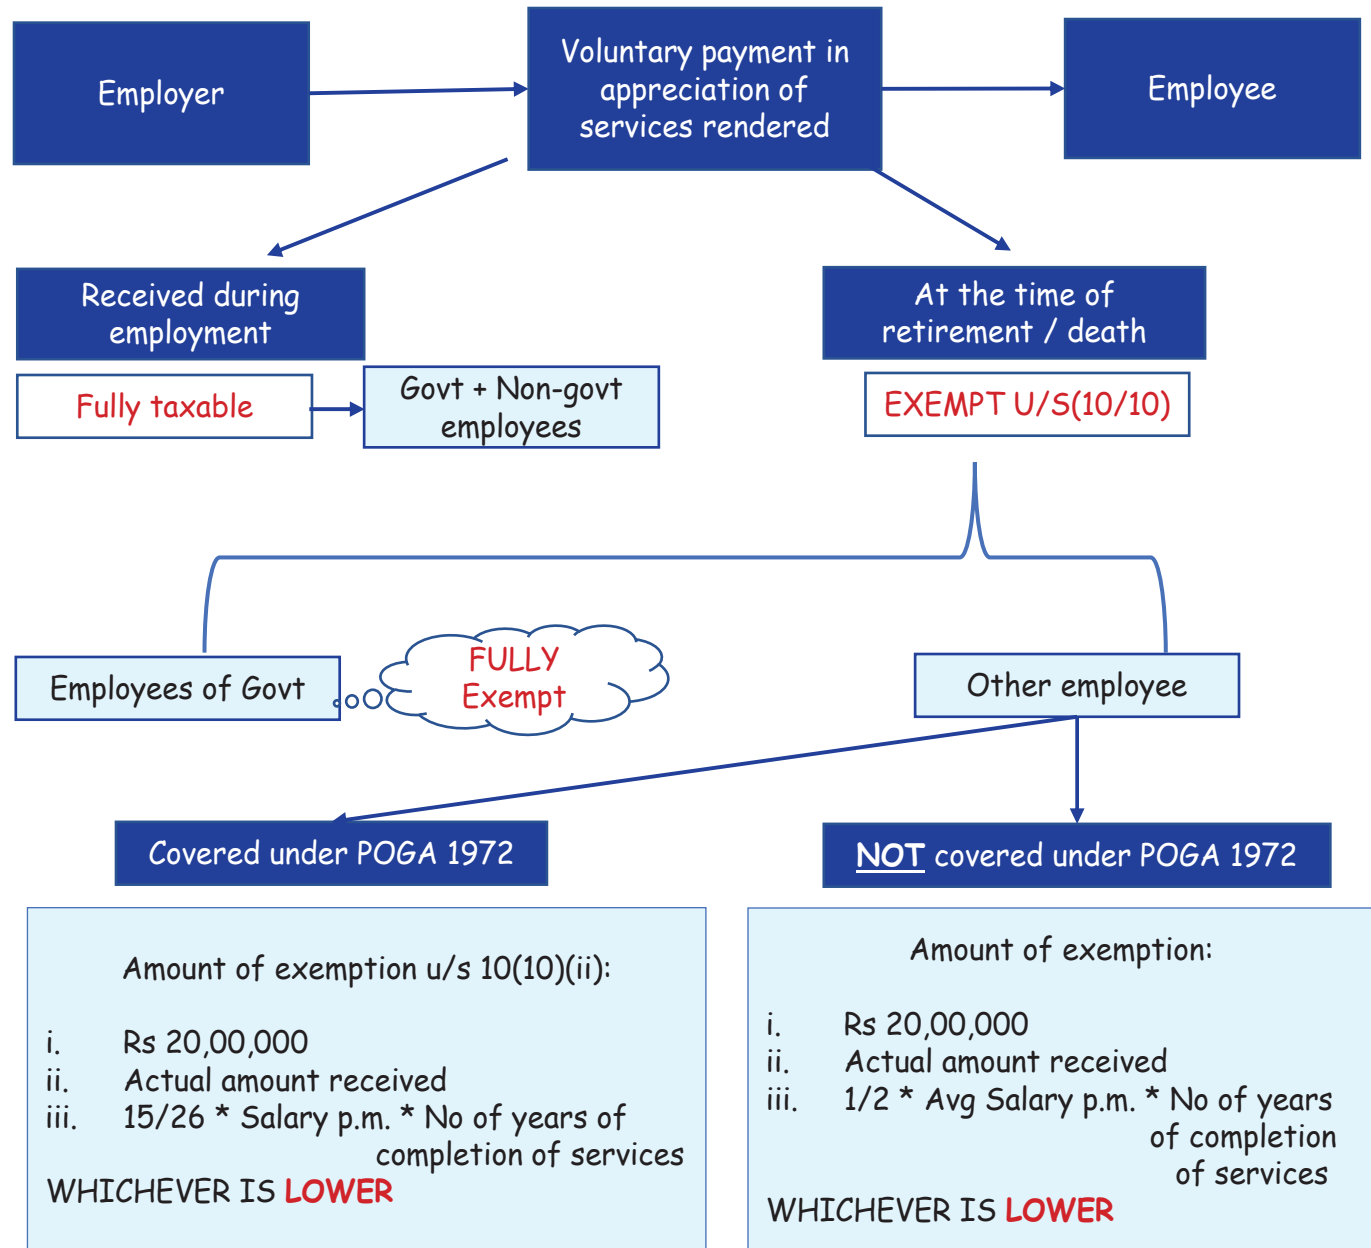 Employer
Voluntary payment in
appreciation of
services rendered
Employee
Received during
employment
At the time of
retirement / death
Fully taxable
Govt + Non-govt
employees
EXEMPT U/S(10/10)
Employees of Govt
FULLY
Exempt
Other employee
Covered under POGA 1972
NOT covered under POGA 1972
Amount of exemption u/s 10(10)(ii):
i. Rs 20,00,000
ii. Actual amount received
iii. 15/26 * Salary p.m. * No of years of
completion of services
WHICHEVER IS LOWER
Amount of exemption:
i. Rs 20,00,000
ii. Actual amount received
iii. 1/2 * Avg Salary p.m. * No of years
of completion
of services
WHICHEVER IS LOWER